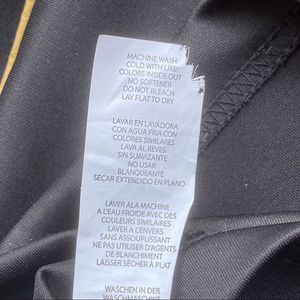 MACHINE WASH
COLD WITH LIKE
COLORS INSIDE OUT
NO SOFTENER
DO NOT BLEACH
LAY FLAT TO DRY
LAVAR EN LAVADORA
CON AGUA FRIA CON
COLORES SIMILARES
LAVA AL REVES
SIN SUAVIZANTE
NO USAR
BLANQUEANTE
SECAR EXTENDIDO EN PLANO
LAVER ALA MACHINE
A L'EAU FROIDE AVEC DES
COULEURS SIMILAIRES
LAVER A L'ENVERS
SANS ASSOUPLISSANT
NE PAS UTILISER D'AGENTS
DE BLANCHIMENT
LAISSER SÉCHER À PLAT
WASCHEN IN DER
WASCHMASCHINE